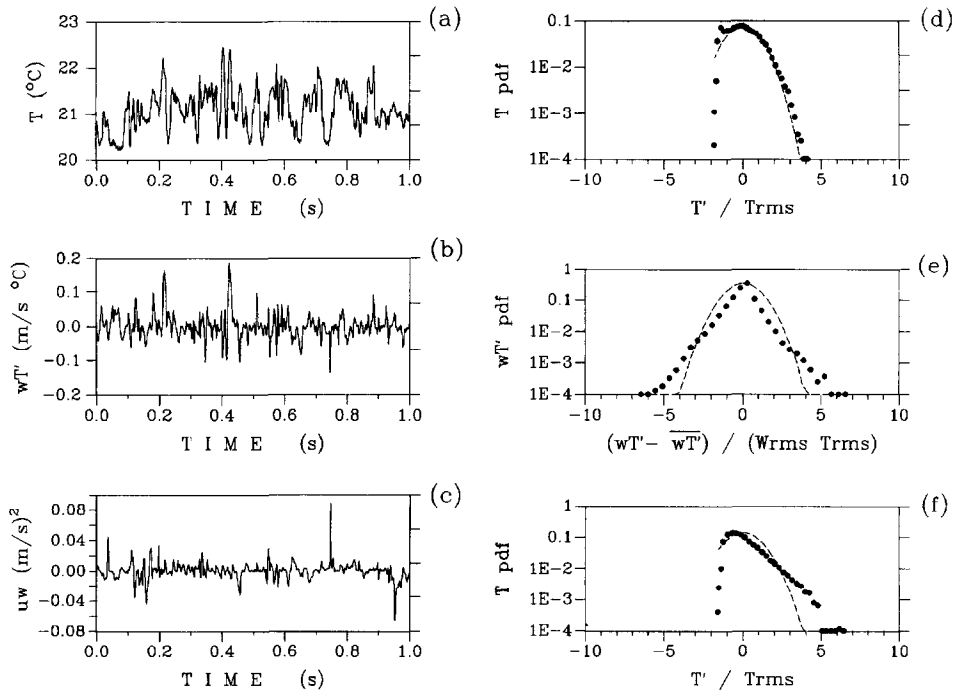 (a)
23
22
21
20
T (°C)
0.0 0.2 0.4 0.6 0.8 1.0
T I M E (s)
(b)
0.2
0.1
0.0
-0.1
-0.2
wT' (m/s °C)
0.0 0.2 0.4 0.6 0.8 1.0
T I M E (s)
(c)
0.08
0.04
0.00
-0.04
-0.08
uw (m/s)²
0.0 0.2 0.4 0.6 0.8 1.0
T I M E (s)
(d)
0.1
1E-2
1E-3
1E-4
T pdf
-10 -5 0 5 10
T' / Trms
(e)
1
0.1
1E-2
1E-3
1E-4
wT' pdf
-10 -5 0 5 10
(wT'- wT') / (Wrms Trms)
(f)
1
0.1
1E-2
1E-3
1E-4
T pdf
-10 -5 0 5 10
T' / Trms